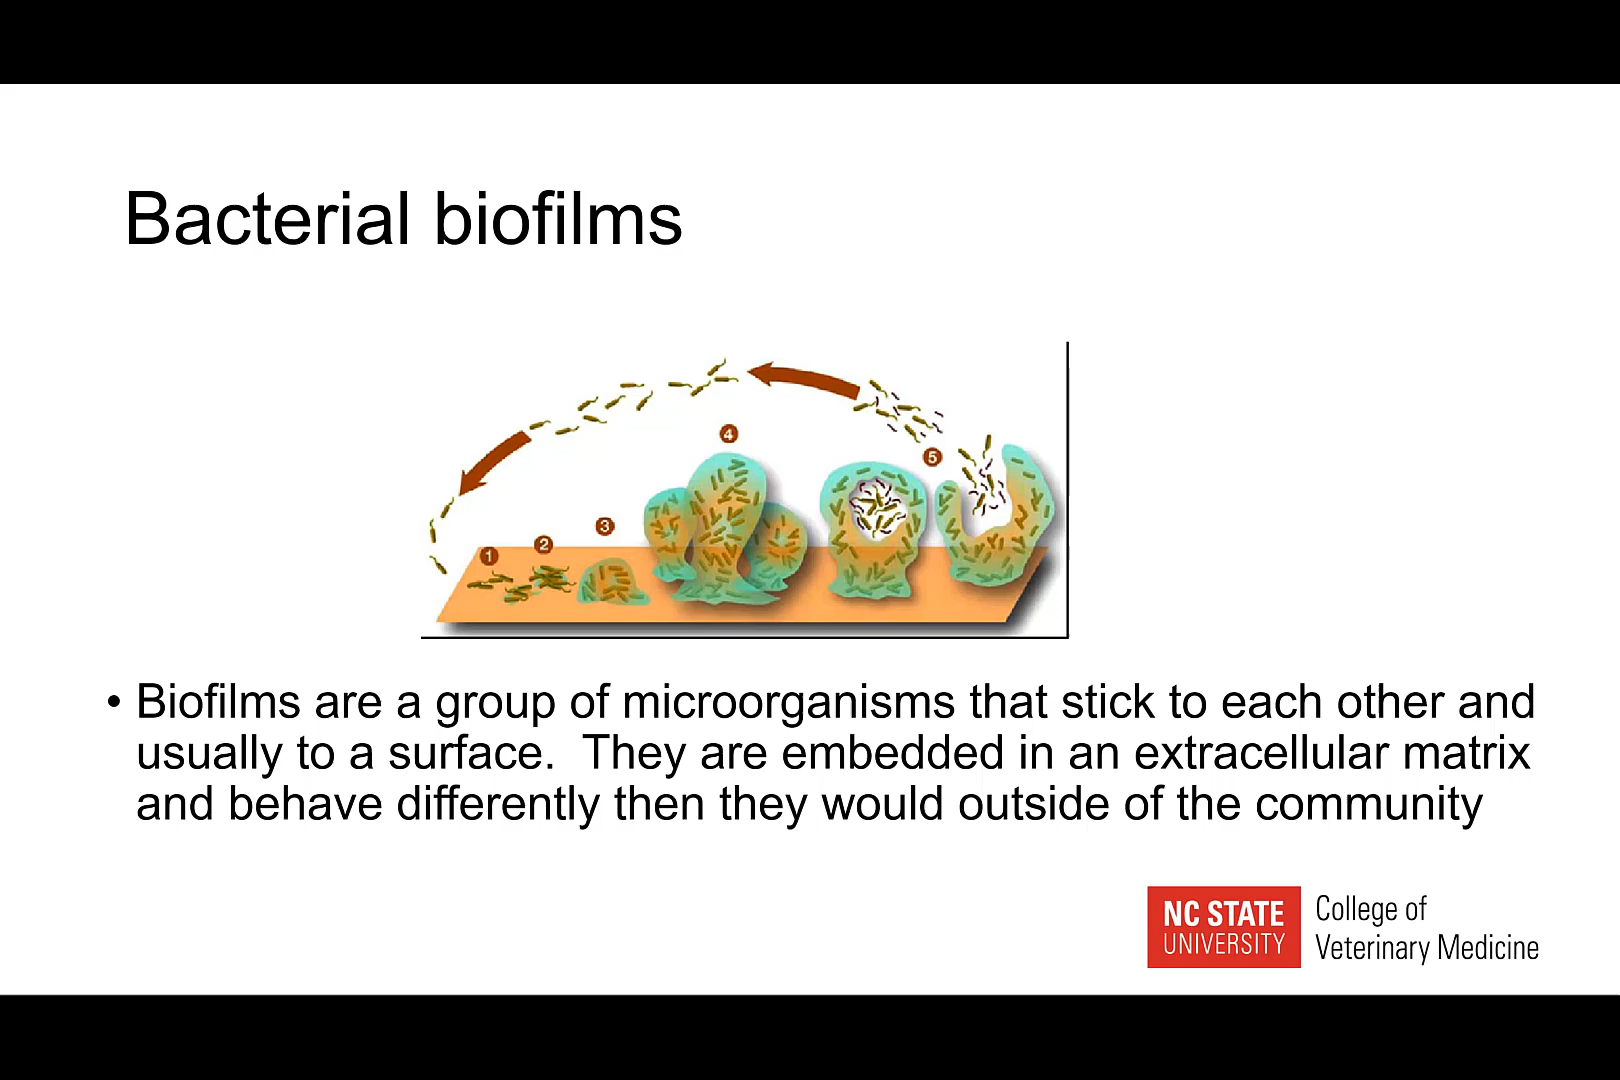 Bacterial biofilms
4
5
3
2
1
• Biofilms are a group of microorganisms that stick to each other and
usually to a surface.  They are embedded in an extracellular matrix
and behave differently then they would outside of the community
NC STATE
UNIVERSITY
College of
Veterinary Medicine